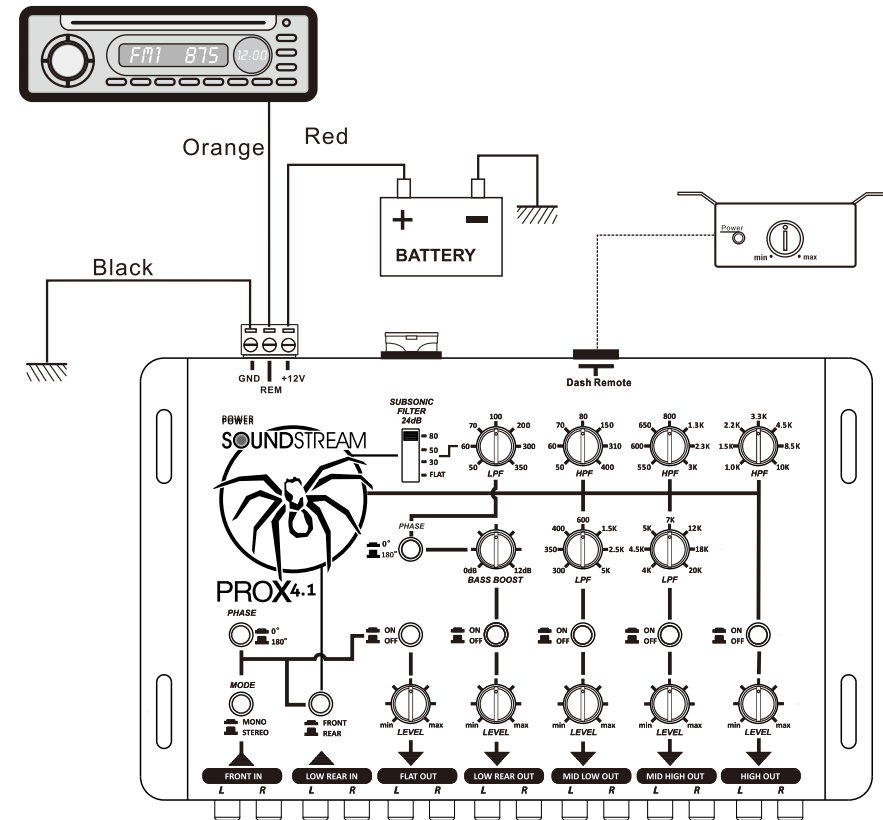 FM1 875 12:00
Orange
Red
Black
+ −
BATTERY
Power
min max
GND REM +12V
Dash Remote
POWER
SOUNDSTREAM
PROX4.1
SUBSONIC
FILTER
24dB
80
50
30
FLAT
50 60 70 100 200 300 350
LPF
50 60 70 80 150 310 400
HPF
550 600 650 800 1.3K 2.3K 3K
HPF
1.0K 1.5K 2.2K 3.3K 4.5K 8.5K 10K
HPF
PHASE
0°
180°
0dB 12dB
BASS BOOST
300 350 400 600 1.5K 2.5K 5K
LPF
4K 4.5K 5K 7K 12K 18K 20K
LPF
PHASE
0°
180°
ON
OFF
ON
OFF
ON
OFF
ON
OFF
ON
OFF
MODE
MONO
STEREO
FRONT
REAR
min max
LEVEL
min max
LEVEL
min max
LEVEL
min max
LEVEL
min max
LEVEL
FRONT IN LOW REAR IN FLAT OUT LOW REAR OUT MID LOW OUT MID HIGH OUT HIGH OUT
L R L R L R L R L R L R L R